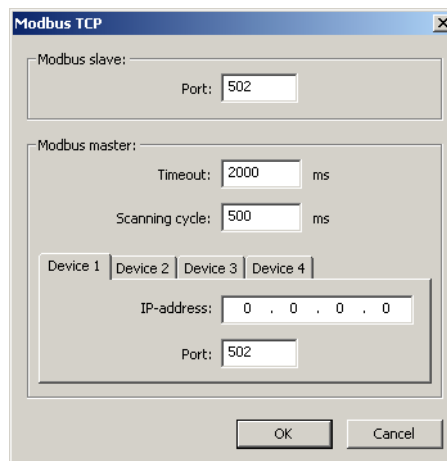 Modbus TCP
Modbus slave:
Port: 502
Modbus master:
Timeout: 2000 ms
Scanning cycle: 500 ms
Device 1 Device 2 Device 3 Device 4
IP-address: 0 . 0 . 0 . 0
Port: 502
OK Cancel